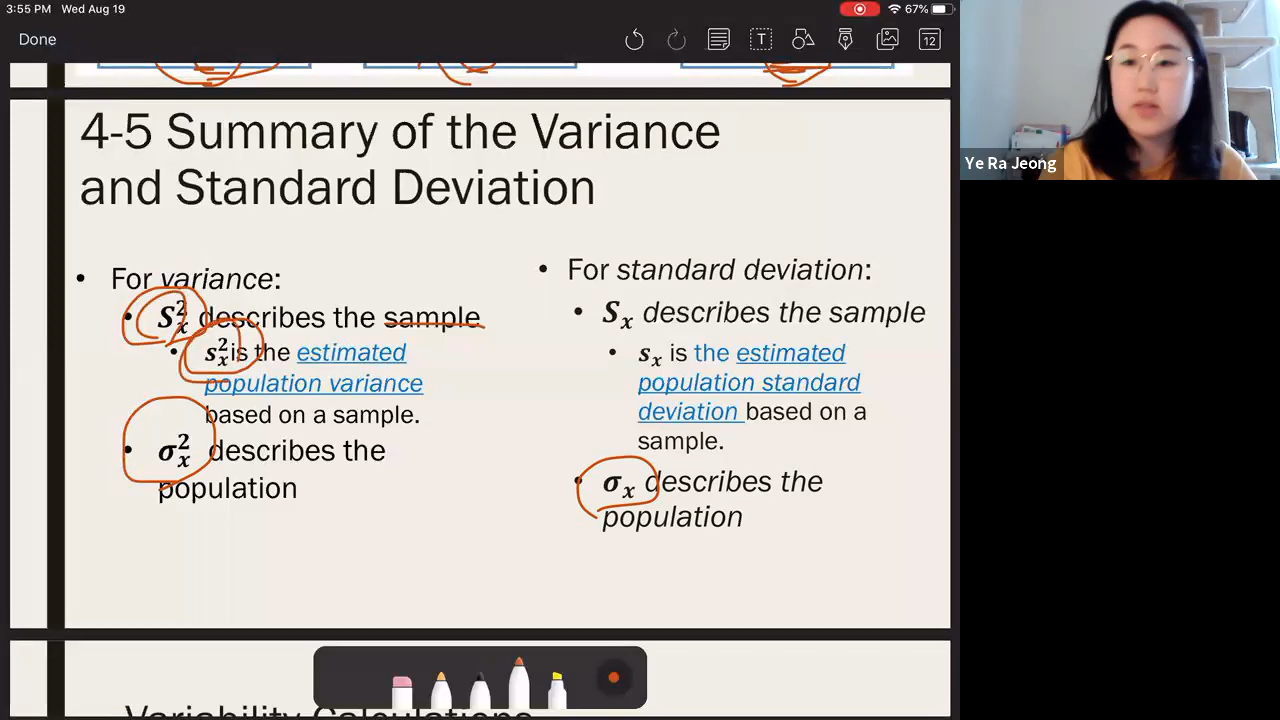 3:55 PM Wed Aug 19
67%
Done
T
12
4-5 Summary of the Variance
and Standard Deviation
• For variance:
• S²ₓ describes the sample
• s²ₓ is the estimated
population variance
based on a sample.
• σ²ₓ describes the
population
• For standard deviation:
• Sₓ describes the sample
• sₓ is the estimated
population standard
deviation based on a
sample.
• σₓ describes the
population
Variability Calculations
Ye Ra Jeong